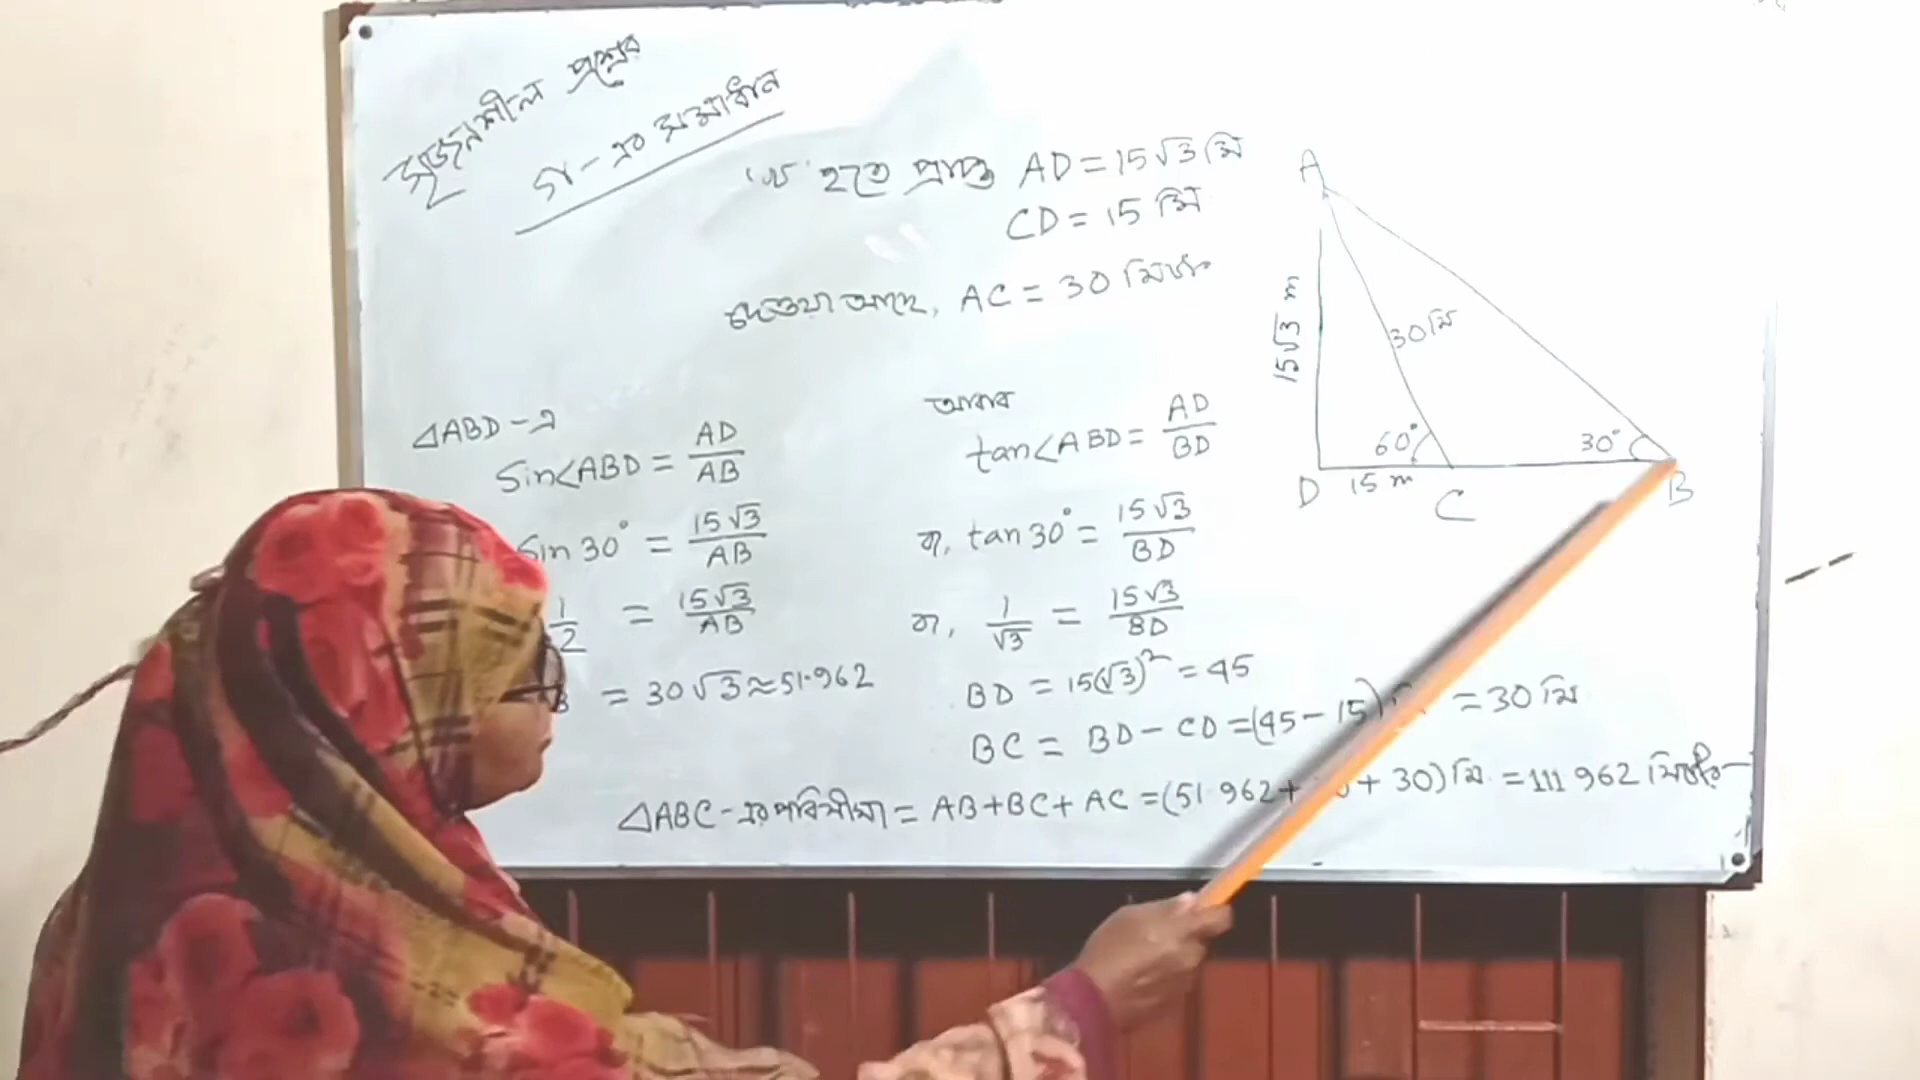 সৃজনশীল প্রশ্নের
গ-এর সমাধান
'খ' হতে প্রাপ্ত AD = 15√3 মি
CD = 15 মি
দেওয়া আছে, AC = 30 মিটার
△ABD-এ
Sin∠ABD = AD/AB
Sin 30° = 15√3/AB
1/2 = 15√3/AB
B = 30√3 ≈ 51.962
আবার
tan∠ABD = AD/BD
বা, tan 30° = 15√3/BD
বা, 1/√3 = 15√3/BD
BD = 15(√3)² = 45
BC = BD - CD = (45 - 15) = 30 মি
△ABC-এর পরিসীমা = AB + BC + AC = (51.962 + + 30) মি. = 111.962 মিটার
A
15√3 m
30 মি
60°
30°
D 15 m C B